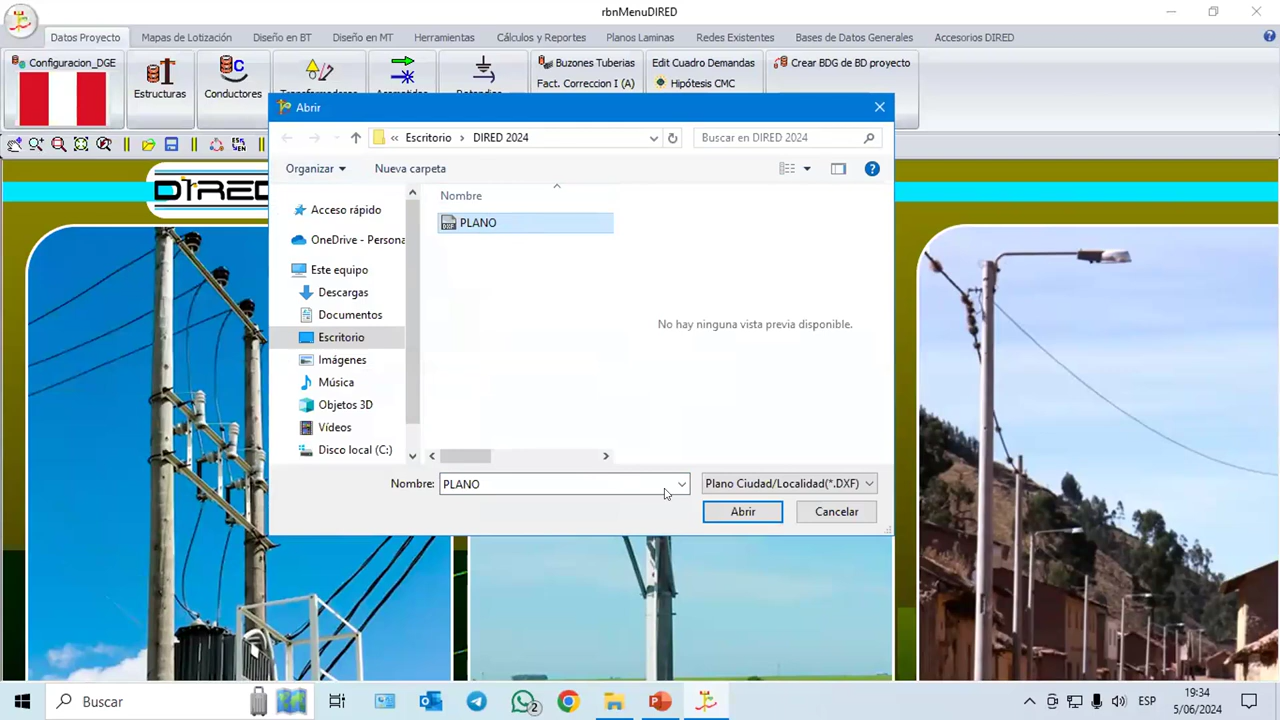 rbnMenuDIRED
Datos Proyecto
Mapas de Lotización
Diseño en BT
Diseño en MT
Herramientas
Cálculos y Reportes
Planos Laminas
Redes Existentes
Bases de Datos Generales
Accesorios DIRED
Configuracion_DGE
Estructuras
Conductores
Buzones Tuberias
Fact. Correccion I (A)
Edit Cuadro Demandas
Hipótesis CMC
Crear BDG de BD proyecto
DIRED
Abrir
« Escritorio > DIRED 2024
Buscar en DIRED 2024
Organizar
Nueva carpeta
Nombre
Acceso rápido
OneDrive - Persona
Este equipo
Descargas
Documentos
Escritorio
Imágenes
Música
Objetos 3D
Vídeos
Disco local (C:)
PLANO
No hay ninguna vista previa disponible.
Nombre:
PLANO
Plano Ciudad/Localidad(*.DXF)
Abrir
Cancelar
Buscar
2
ESP
19:34
5/06/2024